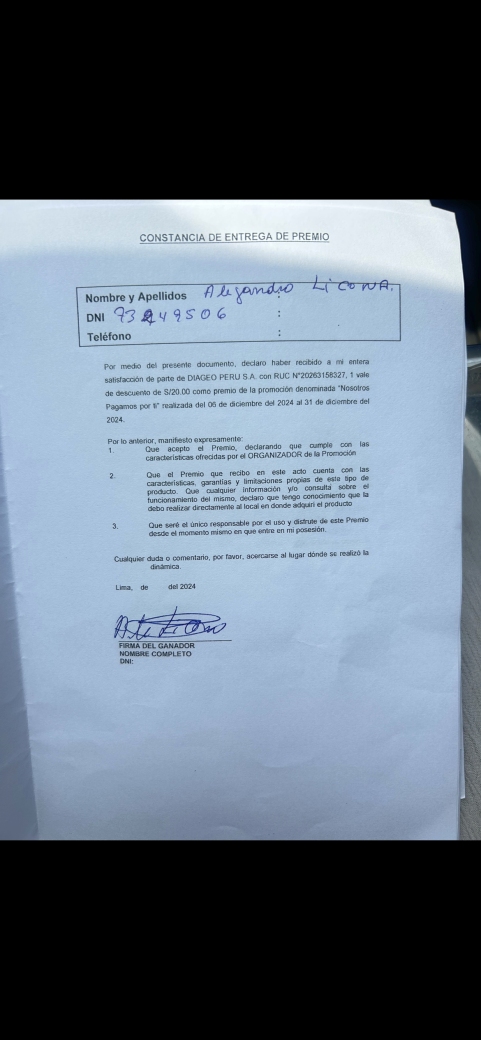 CONSTANCIA DE ENTREGA DE PREMIO
Nombre y Apellidos Alejandro Licona.
DNI 73249506 :
Teléfono :
Por medio del presente documento, declaro haber recibido a mi entera
satisfacción de parte de DIAGEO PERU S.A. con RUC N°20263158327, 1 vale
de descuento de S/20.00 como premio de la promoción denominada "Nosotros
Pagamos por ti" realizada del 06 de diciembre del 2024 al 31 de diciembre del
2024.
Por lo anterior, manifiesto expresamente:
1. Que acepto el Premio, declarando que cumple con las
características ofrecidas por el ORGANIZADOR de la Promoción
2. Que el Premio que recibo en este acto cuenta con las
características, garantías y limitaciones propias de este tipo de
producto. Que cualquier información y/o consulta sobre el
funcionamiento del mismo, declaro que tengo conocimiento que la
debo realizar directamente al local en donde adquirí el producto
3. Que seré el único responsable por el uso y disfrute de este Premio
desde el momento mismo en que entre en mi posesión.
Cualquier duda o comentario, por favor, acercarse al lugar dónde se realizó la
dinámica.
Lima, de del 2024
FIRMA DEL GANADOR
NOMBRE COMPLETO
DNI: